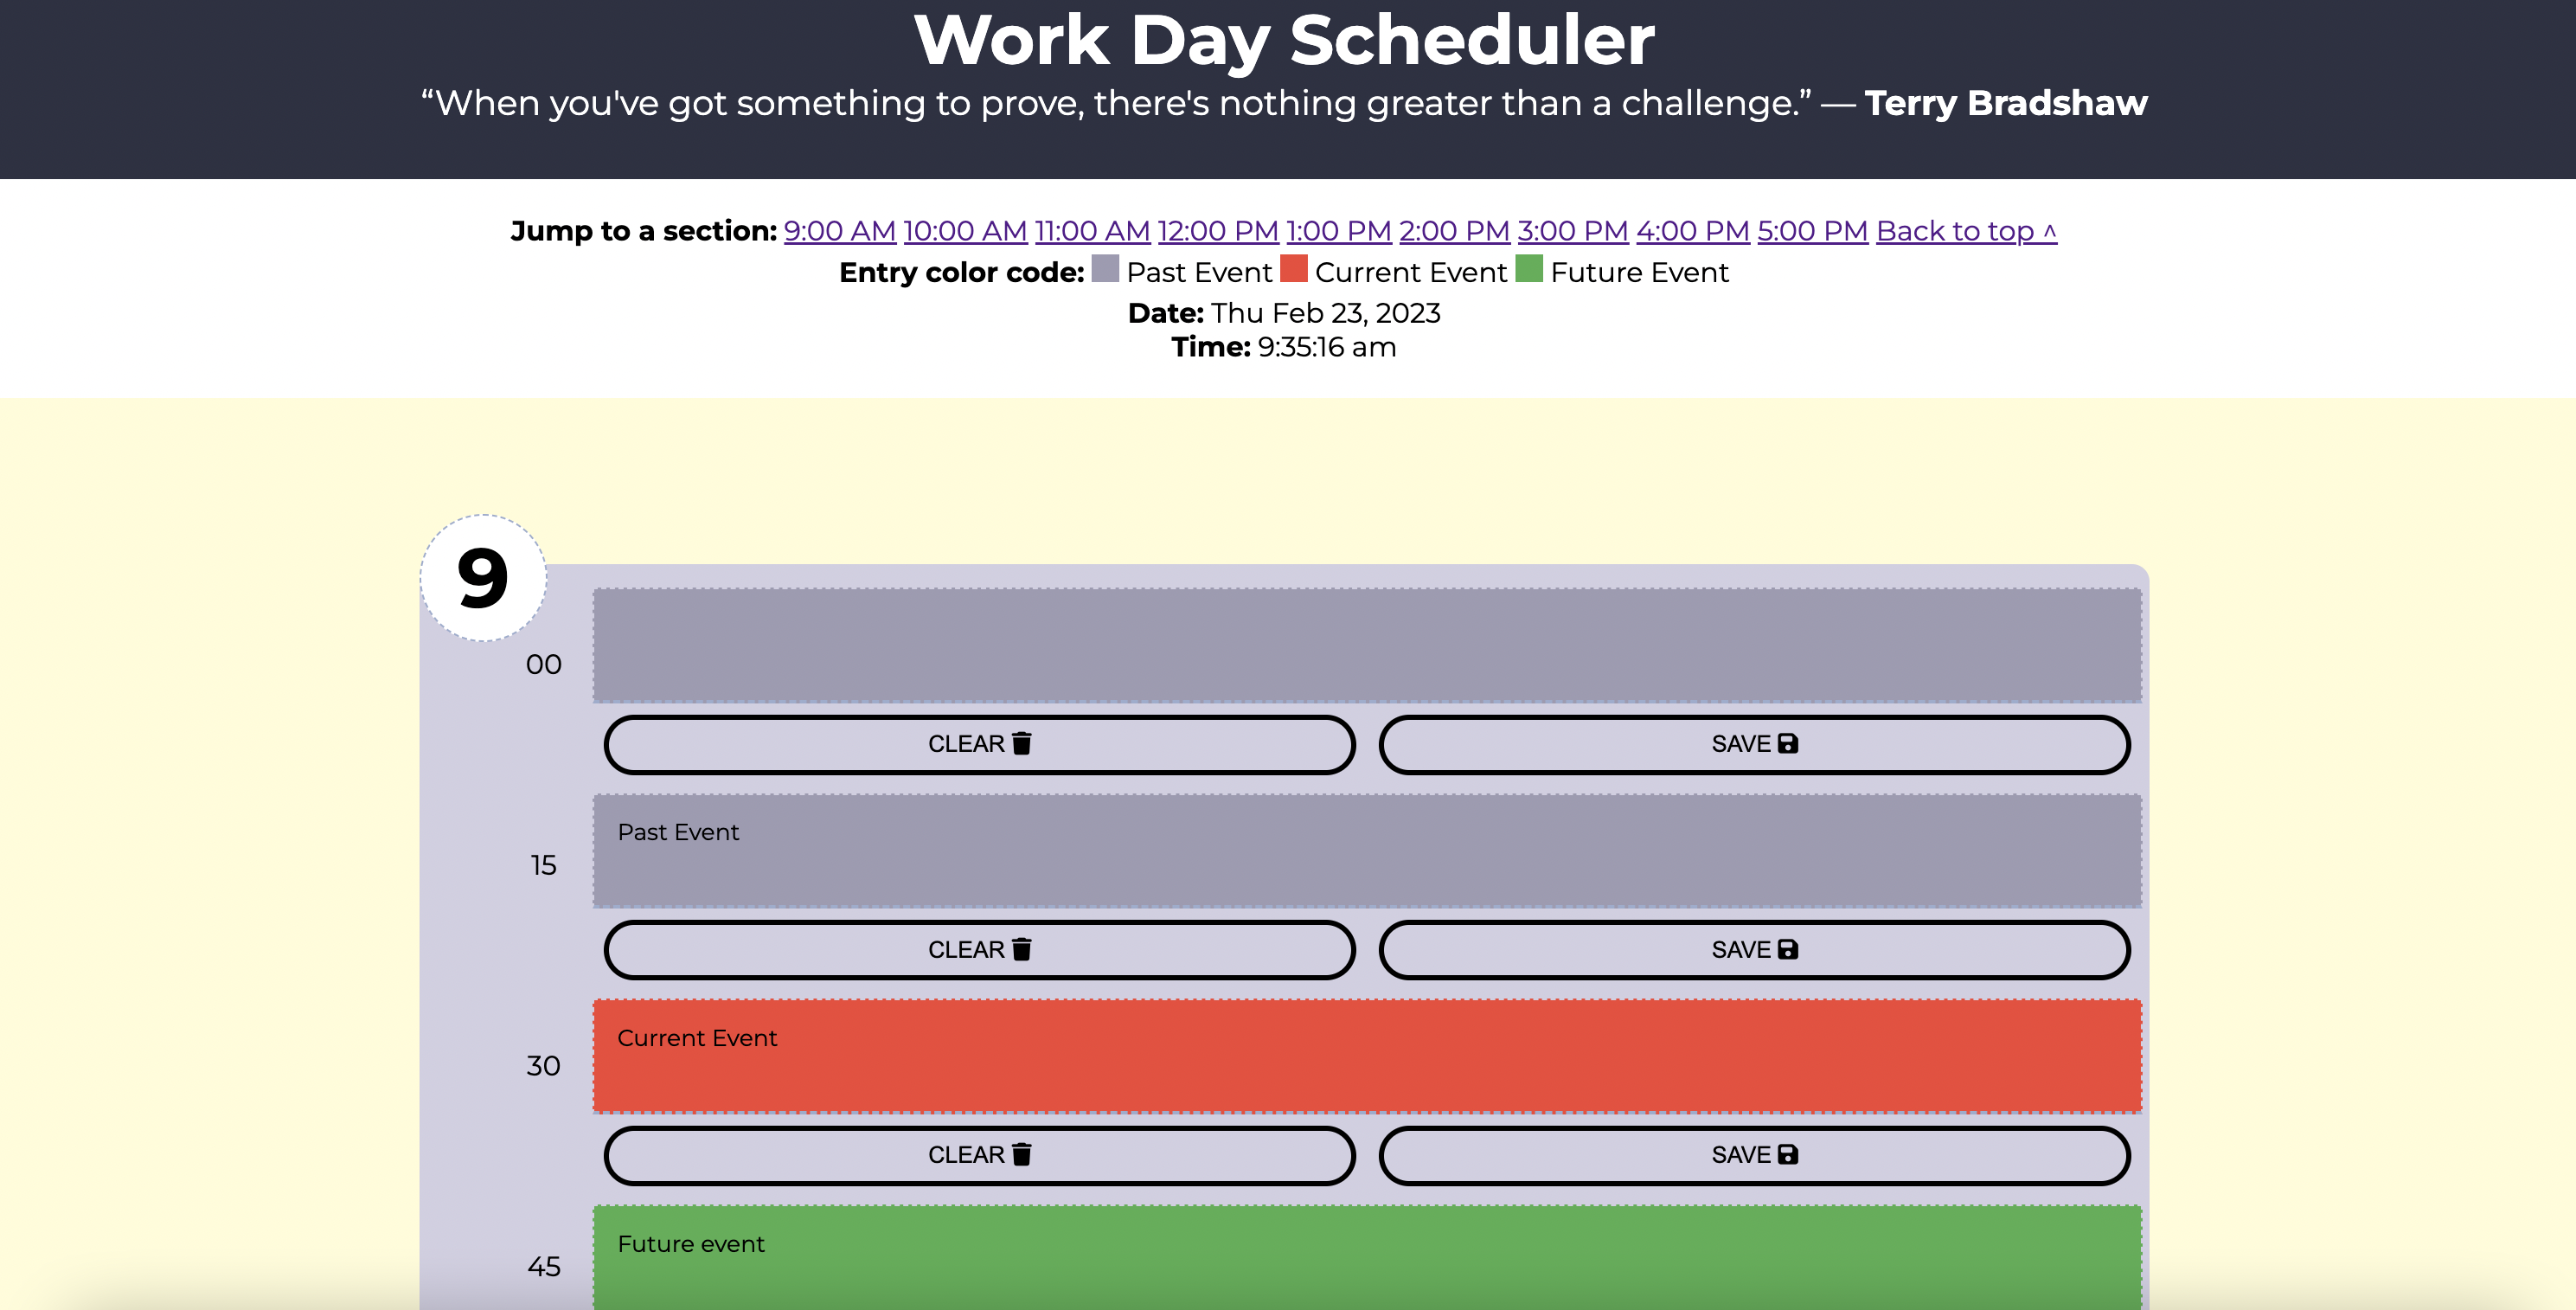 Work Day Scheduler
“When you've got something to prove, there's nothing greater than a challenge.” — Terry Bradshaw
Jump to a section: 9:00 AM 10:00 AM 11:00 AM 12:00 PM 1:00 PM 2:00 PM 3:00 PM 4:00 PM 5:00 PM Back to top ^
Entry color code: Past Event Current Event Future Event
Date: Thu Feb 23, 2023
Time: 9:35:16 am
9
00
CLEAR SAVE
Past Event
15
CLEAR SAVE
Current Event
30
CLEAR SAVE
Future event
45